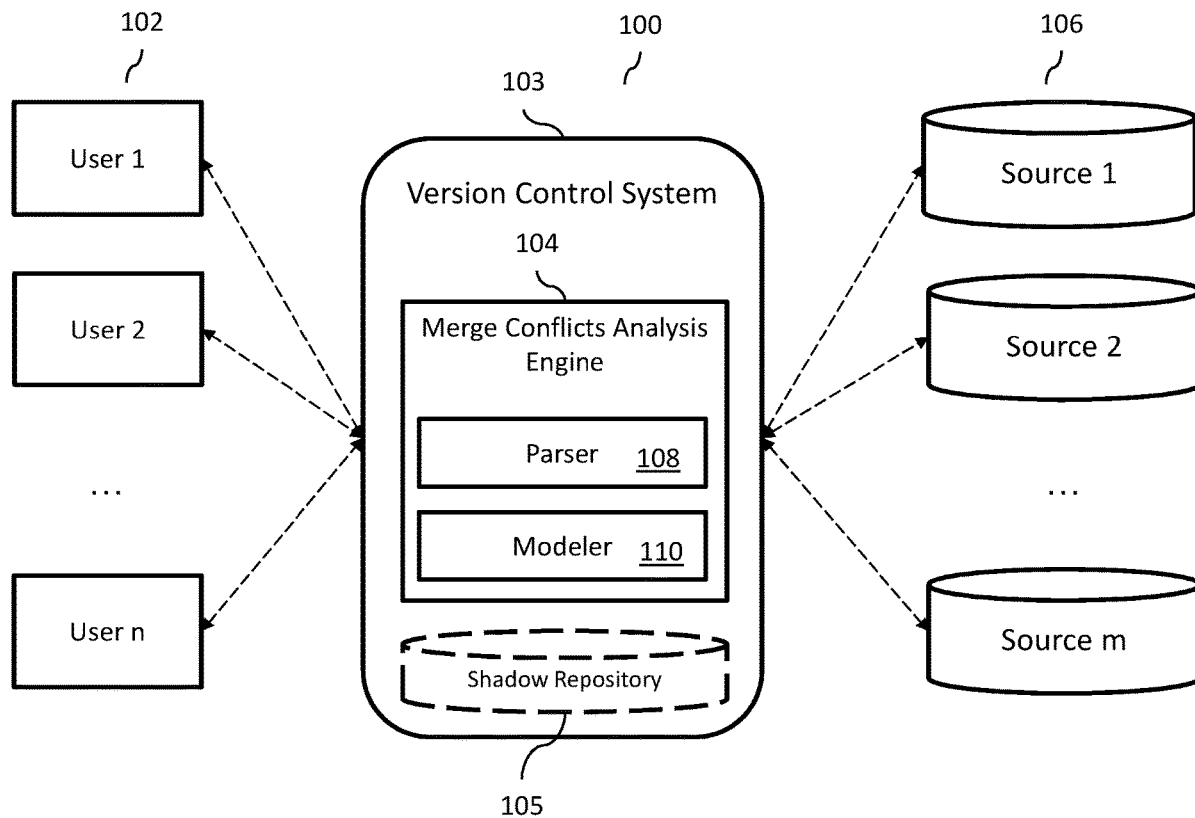 102
100
106
103
User 1
Version Control System
Source 1
104
User 2
Merge Conflicts Analysis
Engine
Source 2
Parser 108
...
...
Modeler 110
User n
Shadow Repository
Source m
105